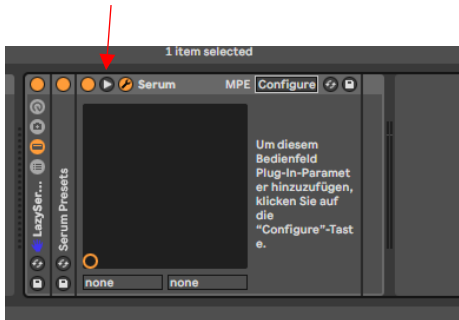 1 item selected
Serum MPE Configure
LazySer...
Serum Presets
Um diesem
Bedienfeld
Plug-In-Paramet
er hinzuzufügen,
klicken Sie auf
die
"Configure"-Tast
e.
none none